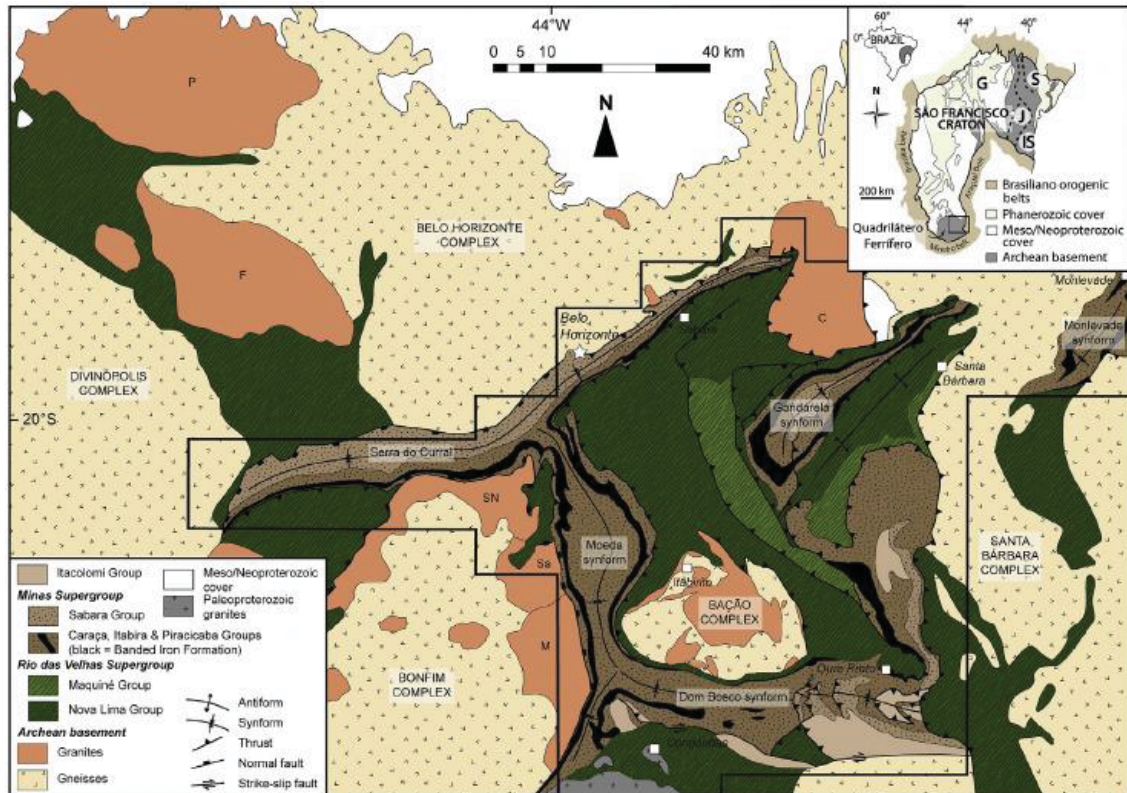 44°W
0 5 10 40 km
N
P
F
BELO HORIZONTE
COMPLEX
DIVINÓPOLIS
COMPLEX
20°S
Belo
Horizonte
Sabará
C
Santa
Bárbara
Gandarela
synform
Monlevade
Monlevade
synform
Serra do Curral
SN
Sa
Moeda
synform
Itabirito
BAÇÃO
COMPLEX
SANTA
BÁRBARA
COMPLEX
M
BONFIM
COMPLEX
Ouro Preto
Dom Bosco synform
Congonhas
60° 44° 40°
0°
BRAZIL
N
G
S
SÃO FRANCISCO
CRATON
J
IS
200 km
Quadrilátero
Ferrífero
Brasiliano orogenic
belts
Phanerozoic cover
Meso/Neoproterozoic
cover
Archean basement
Itacolomi Group
Meso/Neoproterozoic
cover
Minas Supergroup
Paleoproterozoic
granites
Sabara Group
Caraça, Itabira & Piracicaba Groups
(black = Banded Iron Formation)
Rio das Velhas Supergroup
Maquiné Group
Nova Lima Group
Antiform
Synform
Archean basement
Thrust
Granites
Normal fault
Gneisses
Strike-slip fault